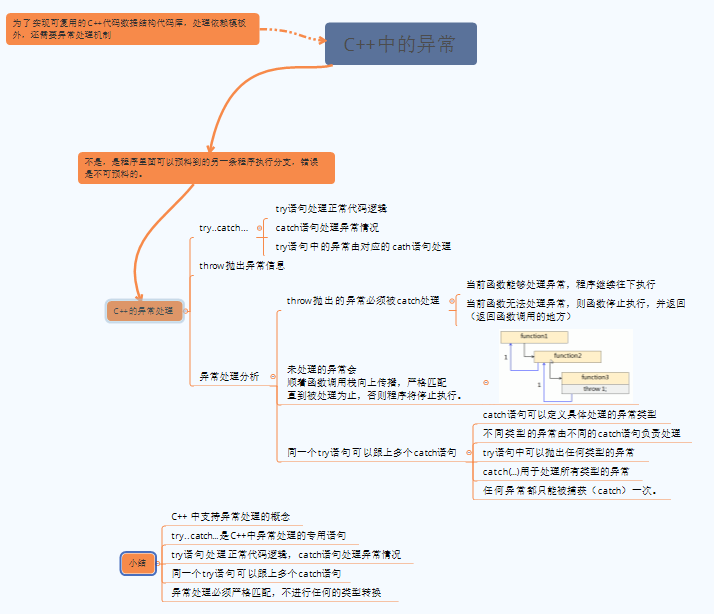 为了实现可复用的C++代码数据结构代码库，处理依赖模板
外，还需要异常处理机制
C++中的异常
不是，是程序里面可以预料到的另一条程序执行分支，错误
是不可预料的。
C++的异常处理
try..catch...
try语句处理正常代码逻辑
catch语句处理异常情况
try语句中的异常由对应的cath语句处理
throw抛出异常信息
异常处理分析
throw抛出的异常必须被catch处理
当前函数能够处理异常，程序继续往下执行
当前函数无法处理异常，则函数停止执行，并返回
（返回函数调用的地方）
未处理的异常会
顺着函数调用栈向上传播，严格匹配
直到被处理为止，否则程序将停止执行。
function1
1
function2
function3
1
throw 1;
同一个try语句可以跟上多个catch语句
catch语句可以定义具体处理的异常类型
不同类型的异常由不同的catch语句负责处理
try语句中可以抛出任何类型的异常
catch(...)用于处理所有类型的异常
任何异常都只能被捕获（catch）一次。
小结
C++ 中支持异常处理的概念
try..catch...是C++中异常处理的专用语句
try语句处理正常代码逻辑，catch语句处理异常情况
同一个try语句可以跟上多个catch语句
异常处理必须严格匹配，不进行任何的类型转换